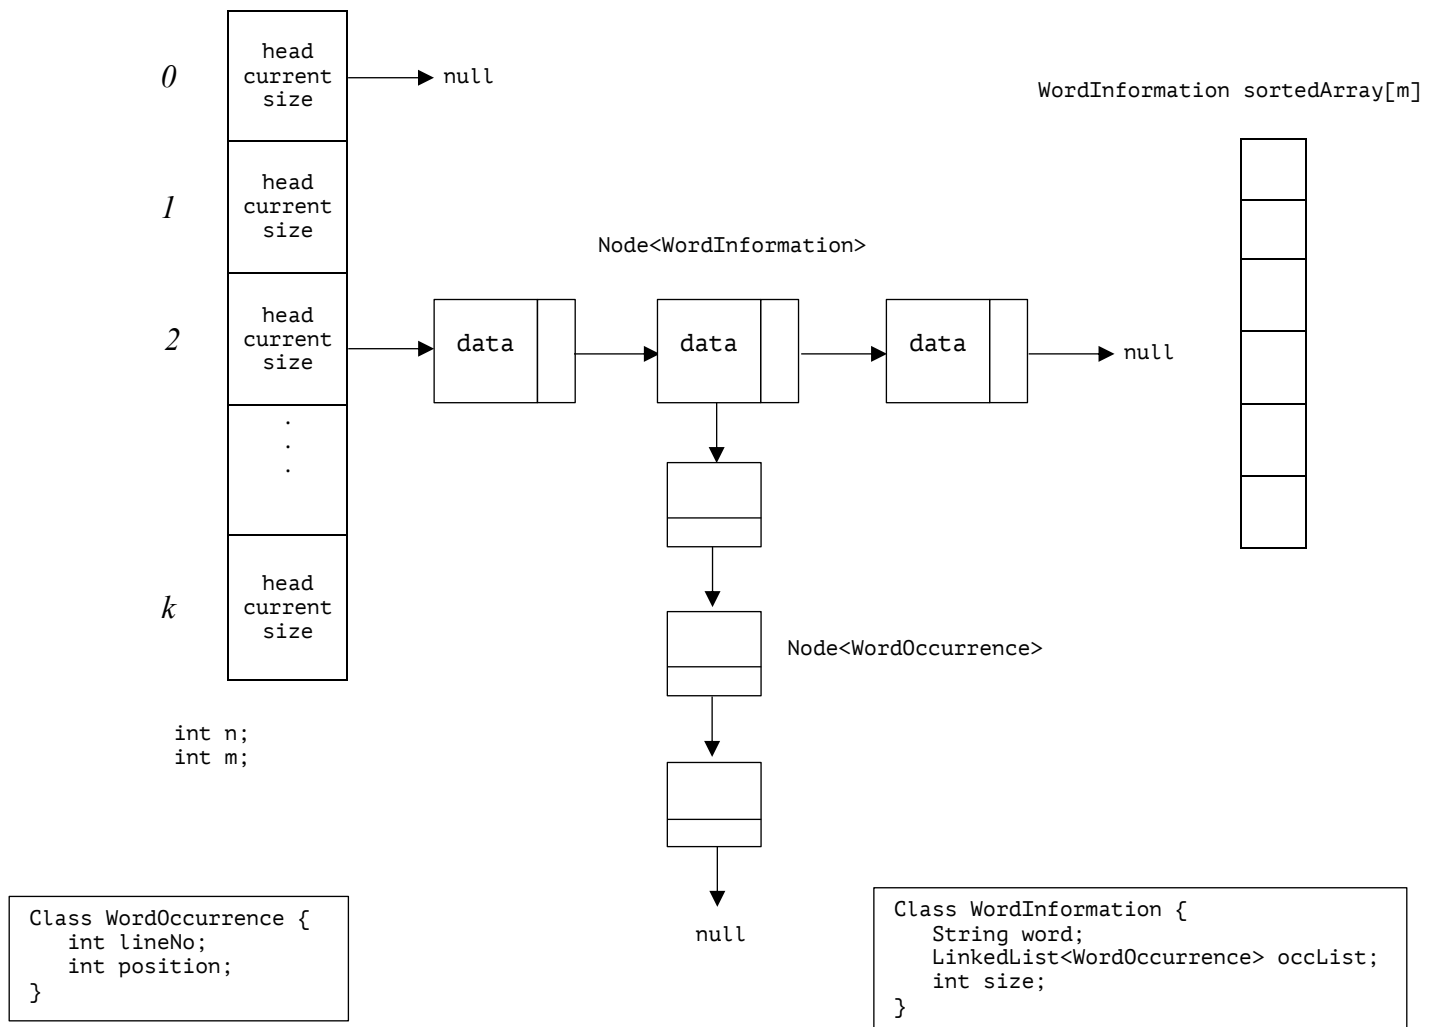 0
head
current
size
null
WordInformation sortedArray[m]
1
head
current
size
Node<WordInformation>
2
head
current
size
data
data
data
null
.
.
.
k
head
current
size
Node<WordOccurrence>
int n;
int m;
null
Class WordOccurrence {
int lineNo;
int position;
}
Class WordInformation {
String word;
LinkedList<WordOccurrence> occList;
int size;
}